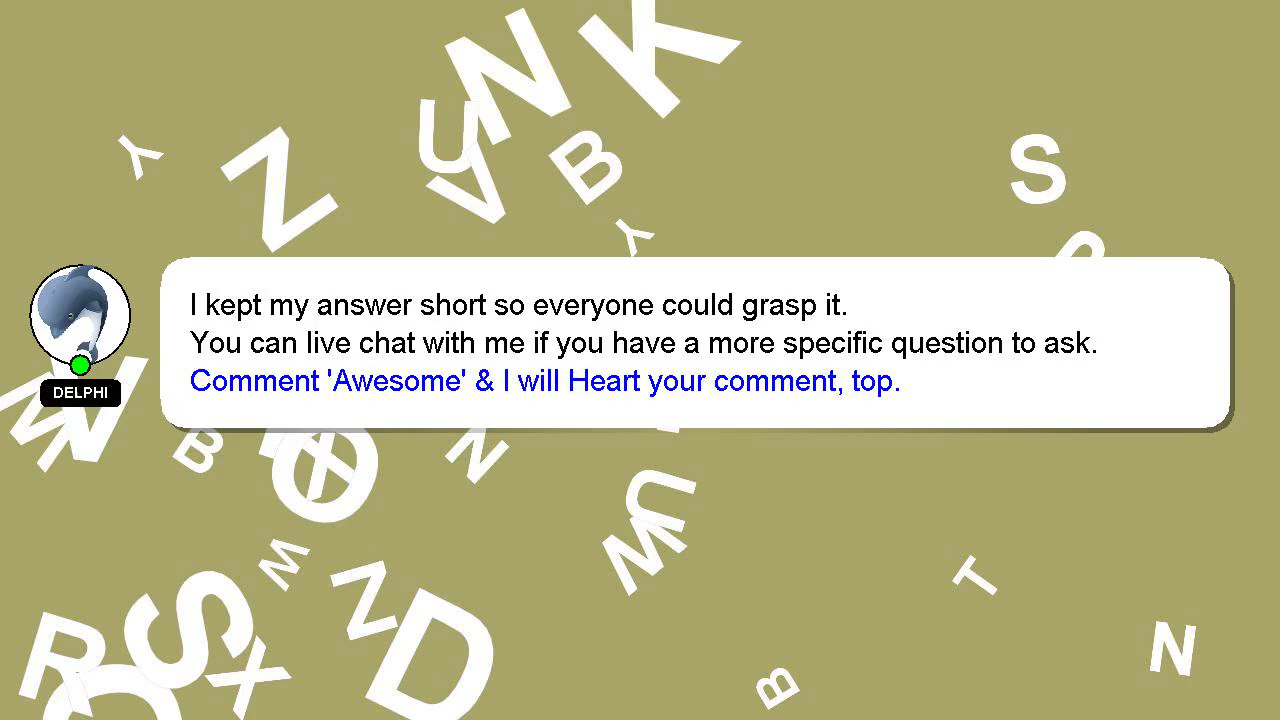 I kept my answer short so everyone could grasp it.
You can live chat with me if you have a more specific question to ask.
Comment 'Awesome' & I will Heart your comment, top.
DELPHI